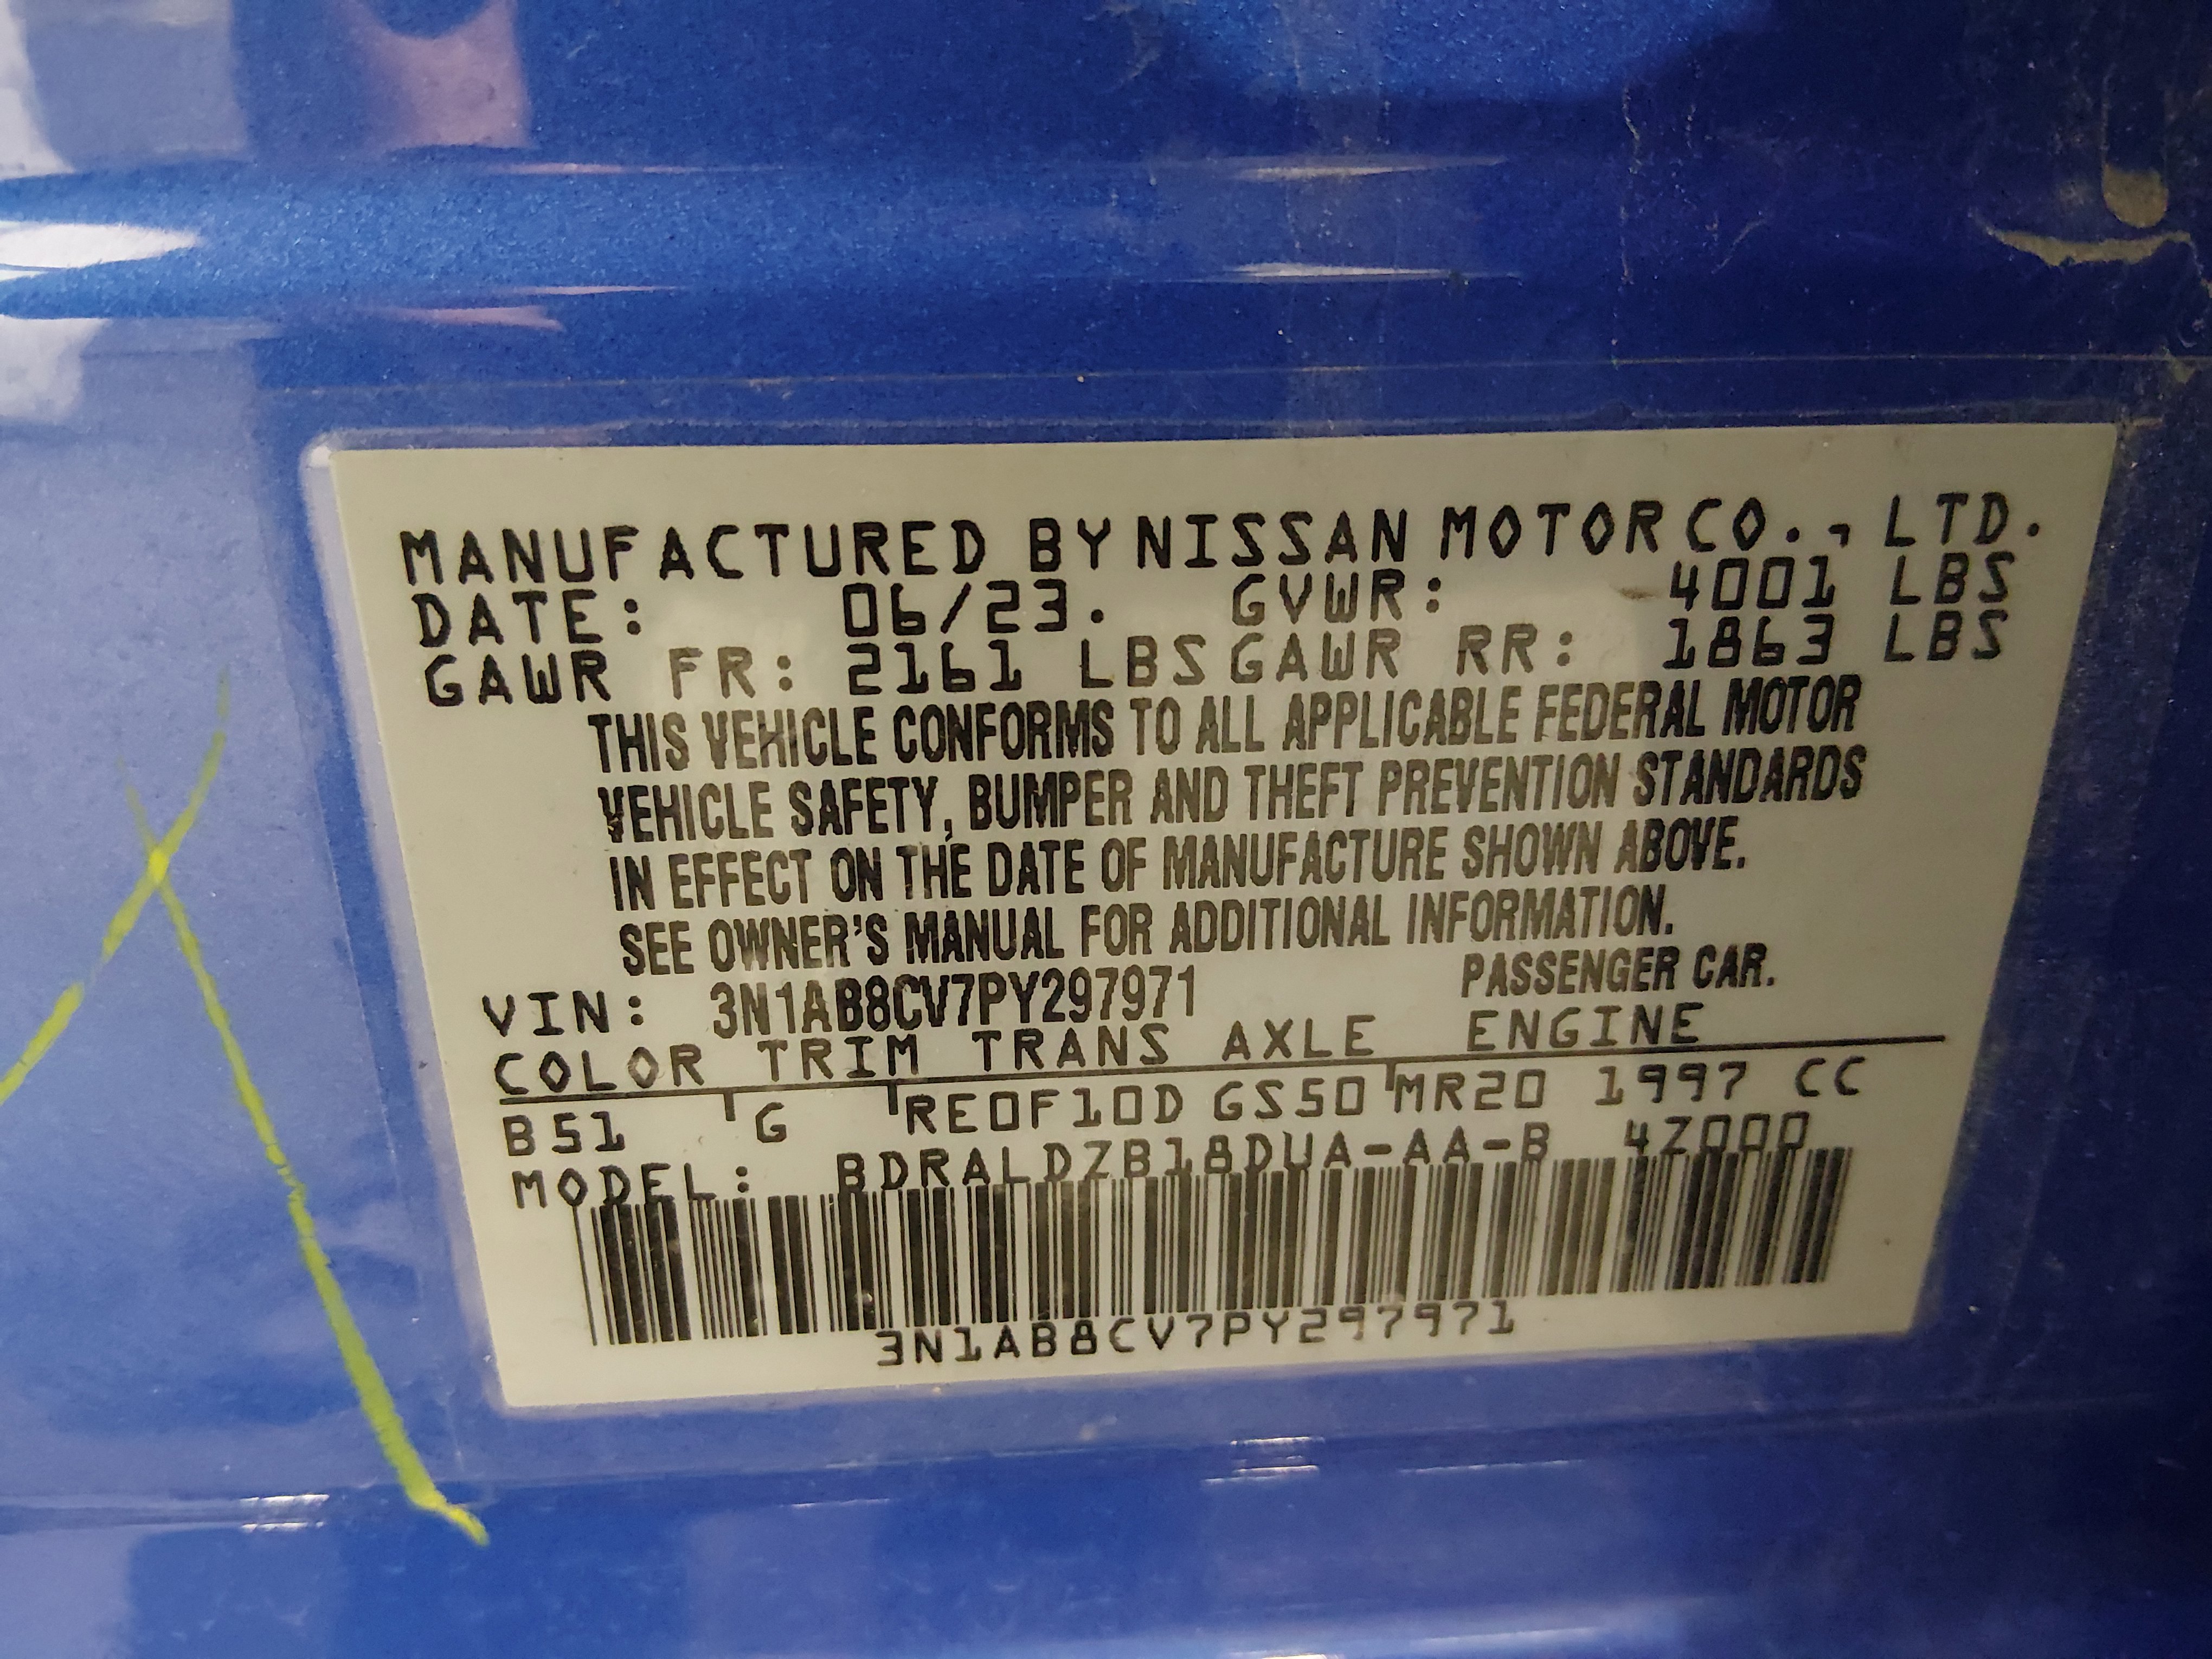 MANUFACTURED BY NISSAN MOTOR CO., LTD.
DATE: 06/23. GVWR: 4001 LBS
GAWR FR: 2161 LBS GAWR RR: 1863 LBS
THIS VEHICLE CONFORMS TO ALL APPLICABLE FEDERAL MOTOR
VEHICLE SAFETY, BUMPER AND THEFT PREVENTION STANDARDS
IN EFFECT ON THE DATE OF MANUFACTURE SHOWN ABOVE.
SEE OWNER'S MANUAL FOR ADDITIONAL INFORMATION.
VIN: 3N1AB8CV7PY297971 PASSENGER CAR.
COLOR TRIM TRANS AXLE ENGINE
B51 G RE0F10D GS50 MR20 1997 CC
MODEL: BDRALDZB18DUA-AA-B 4Z000
3N1AB8CV7PY297971